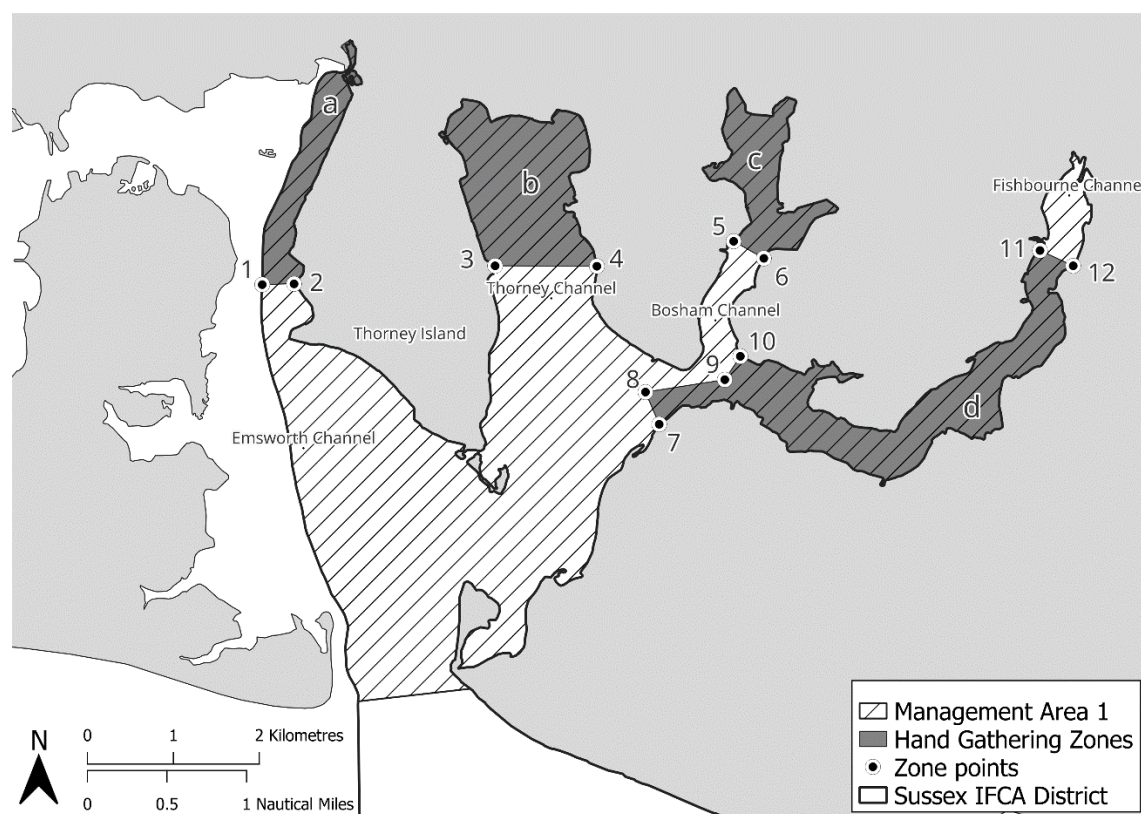 a
b
c
Fishbourne Channe
5
11
1
2
3
4
6
12
Thorney Channel
Bosham Channel
Thorney Island
10
8
9
d
7
Emsworth Channel
Management Area 1
Hand Gathering Zones
Zone points
Sussex IFCA District
N
0 1 2 Kilometres
0 0.5 1 Nautical Miles